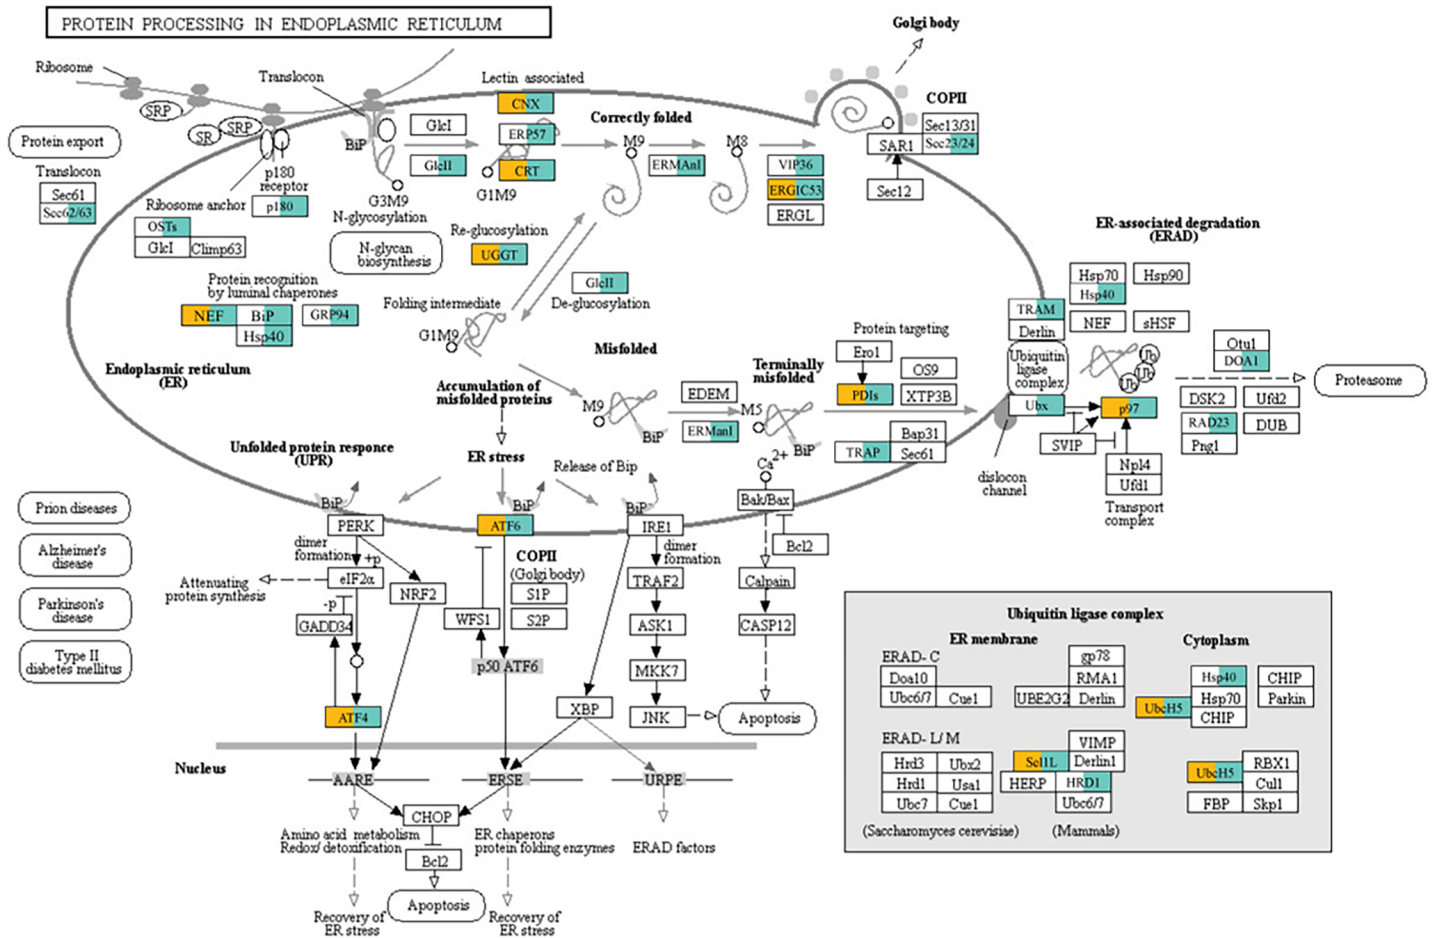 PROTEIN PROCESSING IN ENDOPLASMIC RETICULUM
Golgi body
Ribosome
Translocon
Lectin associated
SRP
SR
SRP
CNX
GlcI
ERP57
Correctly folded
COPII
Sec13/31
SAR1
Sec23/24
Protein export
BiP
M9
M8
GlcII
CRT
ERMAnI
VIP36
Translocon
p180
receptor
G1M9
ERGIC53
Sec12
Sec61
Sec62/63
G3M9
N-glycosylation
Ribosome anchor
p180
ERGL
OSTs
GlcI
Climp63
N-glycan
biosynthesis
Re-glucosylation
UGGT
ER-associated degradation
(ERAD)
Protein recognition
by luminal chaperones
GlcII
De-glucosylation
Hsp70
Hsp90
Hsp40
NEF
BiP
GRP94
Hsp40
Folding intermediate
G1M9
TRAM
Derlin
NEF
sHSF
Misfolded
Protein targeting
Ero1
OS9
Ubiquitin
ligase
complex
Ub
Ub
Ub
Otu1
DOA1
Endoplasmic reticulum
(ER)
Accumulation of
misfolded proteins
Terminally
misfolded
PDIs
XTP3B
Proteasome
M9
EDEM
M5
Ubx
p97
DSK2
Ufd2
BiP
ERManI
BiP
TRAP
Bap31
Sec61
SVIP
RAD23
DUB
Png1
Unfolded protein responce
(UPR)
ER stress
Release of Bip
Ca2+
dislocon
channel
Npl4
Ufd1
Transport
complex
BiP
BiP
BiP
Bak/Bax
Prion diseases
PERK
ATF6
IRE1
Bcl2
Alzheimer's
disease
dimer
formation
+p
COPII
(Golgi body)
dimer
formation
Attenuating
protein synthesis
eIF2α
NRF2
S1P
TRAF2
Calpain
Parkinson's
disease
-p
GADD34
WFS1
S2P
ASK1
CASP12
Type II
diabetes mellitus
p50 ATF6
MKK7
ATF4
XBP
JNK
Apoptosis
Nucleus
AARE
ERSE
URPE
CHOP
Amino acid metabolism
Redox/ detoxification
ER chaperons
protein folding enzymes
ERAD factors
Bcl2
Apoptosis
Recovery of
ER stress
Recovery of
ER stress
Ubiquitin ligase complex
ER membrane
Cytoplasm
ERAD- C
Doa10
Ubc6/7
Cue1
gp78
RMA1
UBE2G2
Derlin
Hsp40
Hsp70
UbcH5
CHIP
CHIP
Parkin
ERAD- L/ M
Hrd3
Ubx2
Hrd1
Usa1
Ubc7
Cue1
(Saccharomyces cerevisiae)
VIMP
Sel1L
Derlin1
HERP
HRD1
Ubc6/7
(Mammals)
UbcH5
RBX1
Cul1
FBP
Skp1